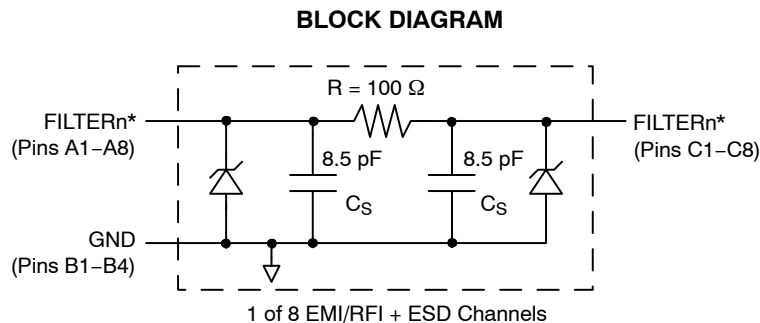 BLOCK DIAGRAM
R = 100 Ω
FILTERn*
(Pins A1−A8)
FILTERn*
(Pins C1−C8)
8.5 pF
8.5 pF
CS
CS
GND
(Pins B1−B4)
1 of 8 EMI/RFI + ESD Channels